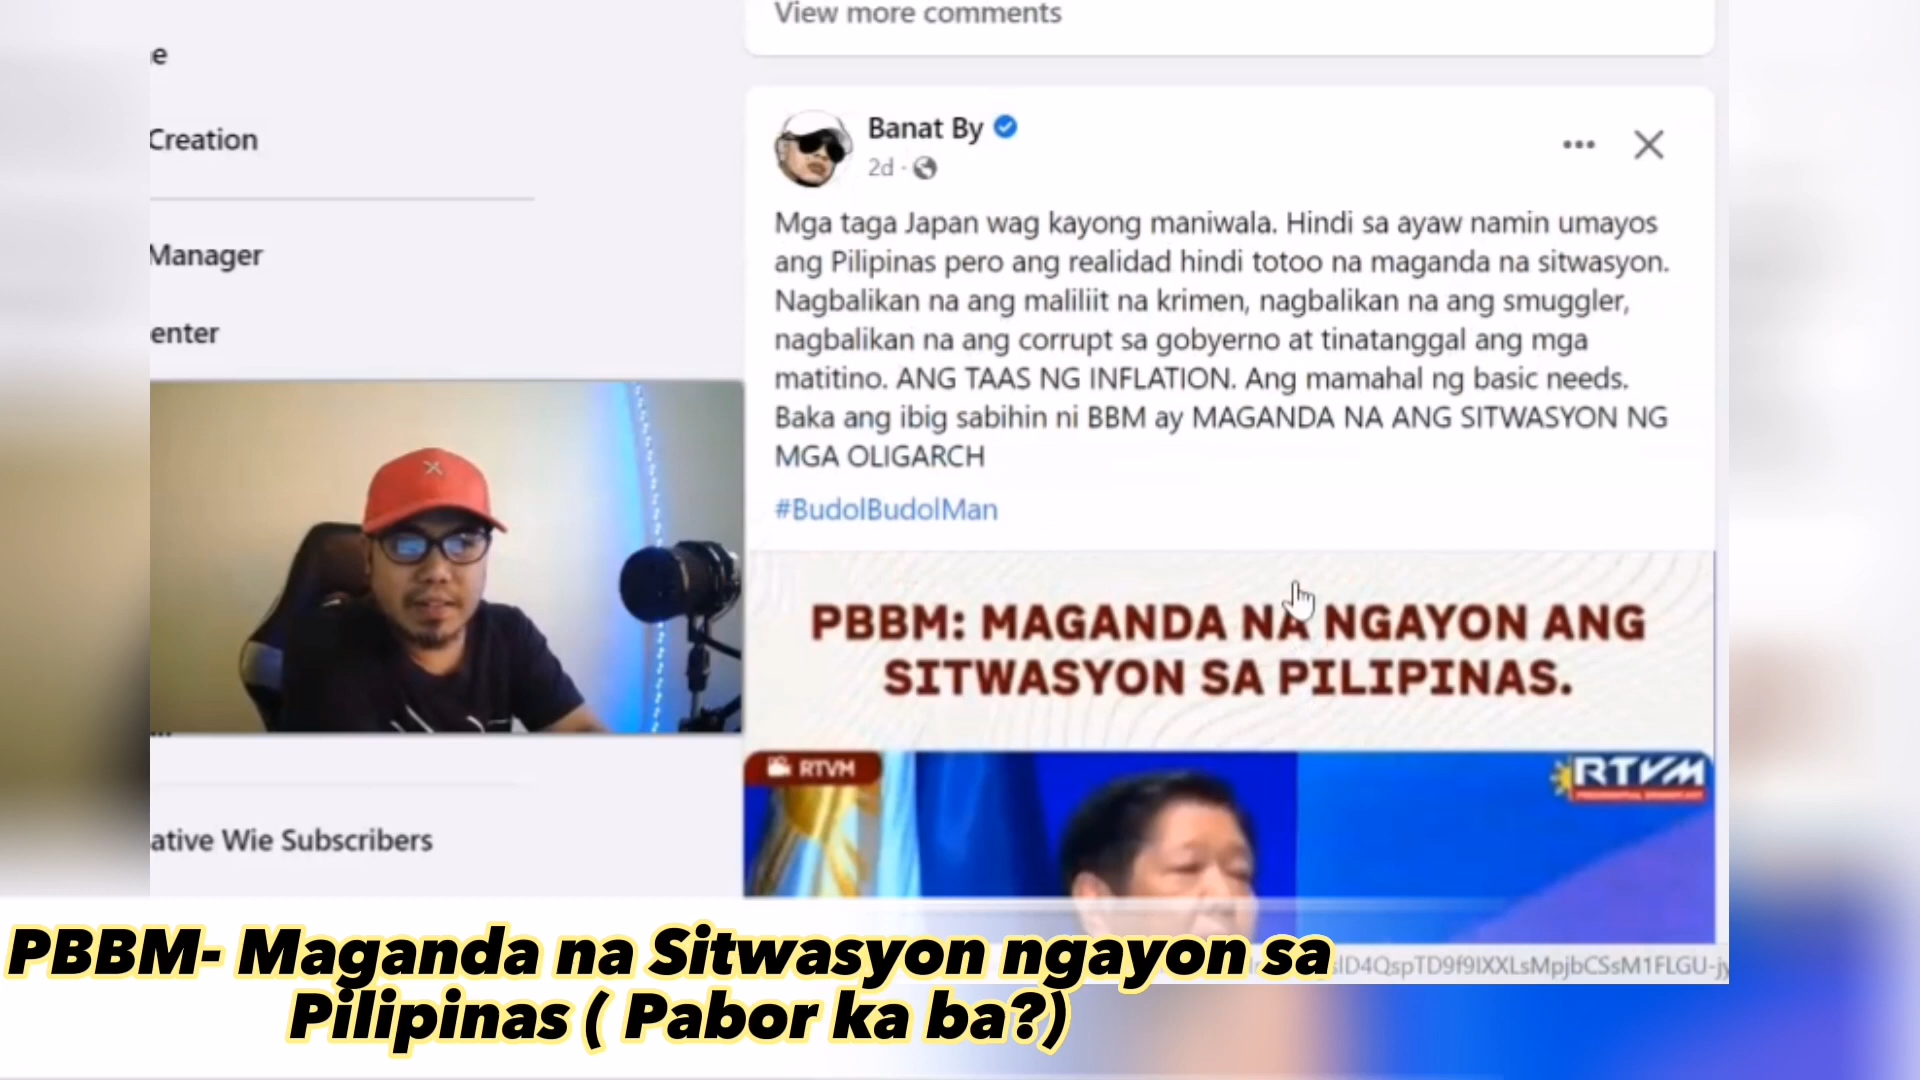 View more comments
e
Creation
Manager
enter
Banat By
2d
Mga taga Japan wag kayong maniwala. Hindi sa ayaw namin umayos
ang Pilipinas pero ang realidad hindi totoo na maganda na sitwasyon.
Nagbalikan na ang maliliit na krimen, nagbalikan na ang smuggler,
nagbalikan na ang corrupt sa gobyerno at tinatanggal ang mga
matitino. ANG TAAS NG INFLATION. Ang mamahal ng basic needs.
Baka ang ibig sabihin ni BBM ay MAGANDA NA ANG SITWASYON NG
MGA OLIGARCH
#BudolBudolMan
PBBM: MAGANDA NA NGAYON ANG
SITWASYON SA PILIPINAS.
RTVM
RTVM
ative Wie Subscribers
PBBM- Maganda na Sitwasyon ngayon sa
Pilipinas ( Pabor ka ba?)